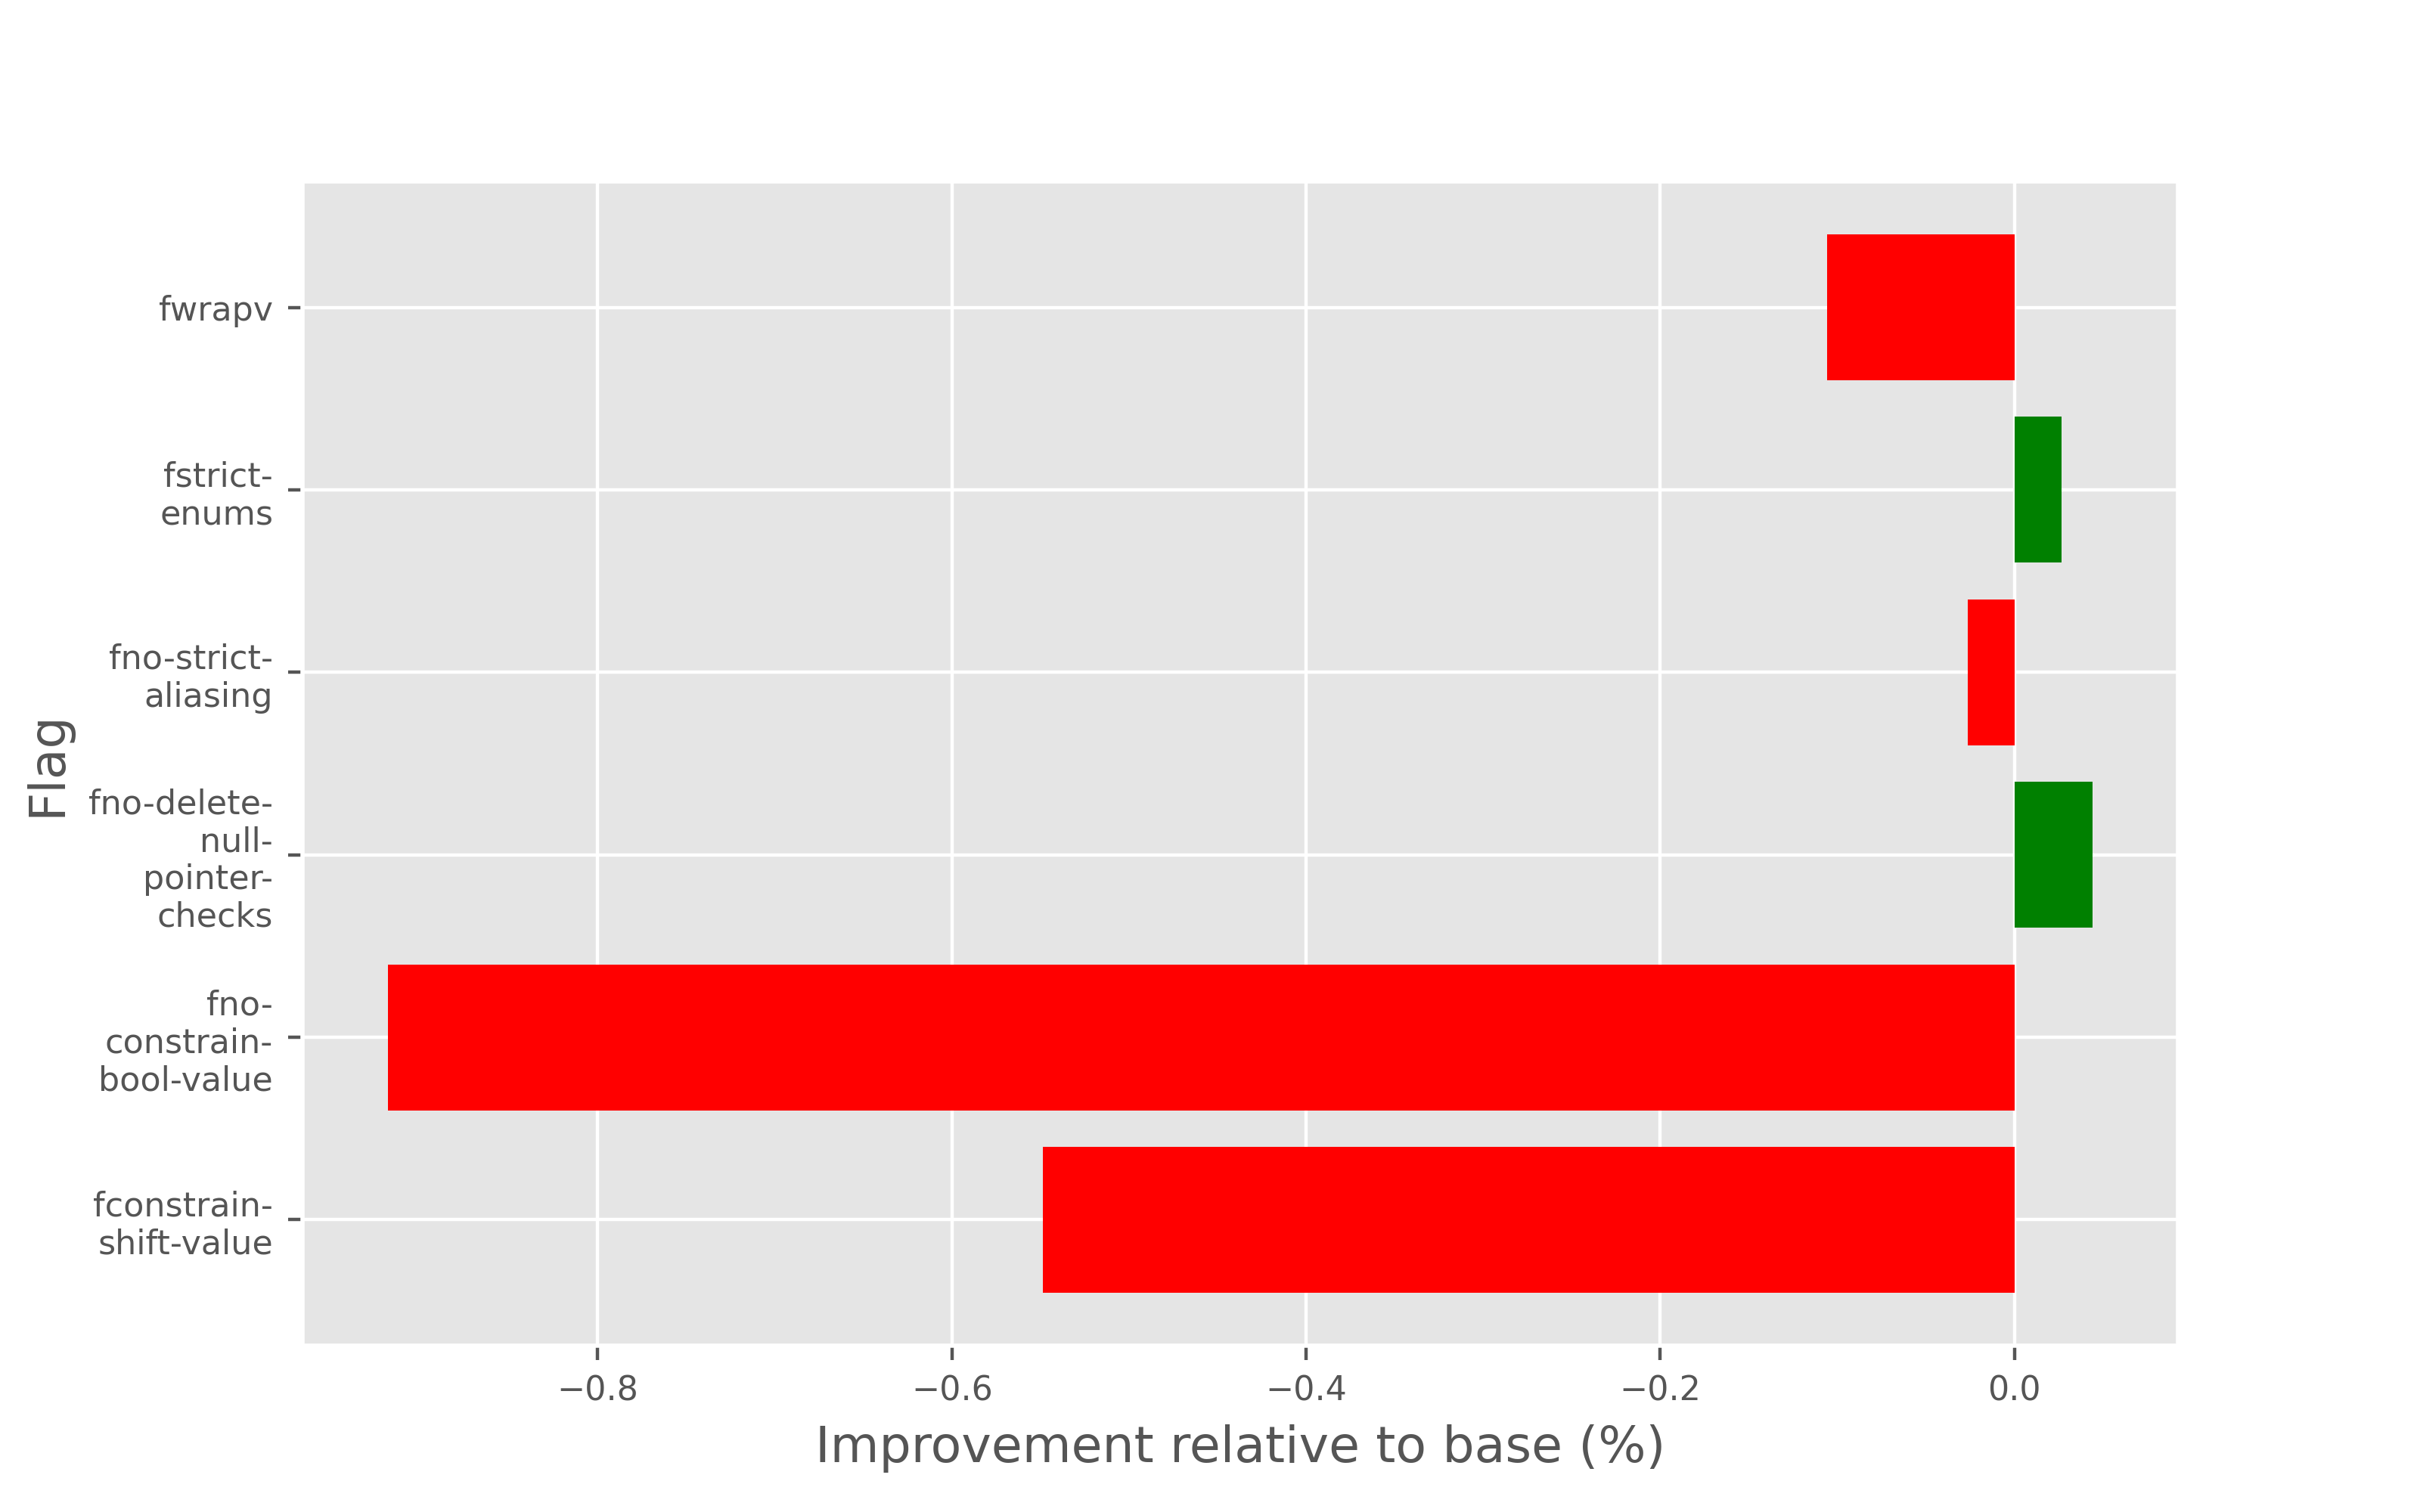 Flag
fwrapv
fstrict-
enums
fno-strict-
aliasing
fno-delete-
null-
pointer-
checks
fno-
constrain-
bool-value
fconstrain-
shift-value
−0.8
−0.6
−0.4
−0.2
0.0
Improvement relative to base (%)